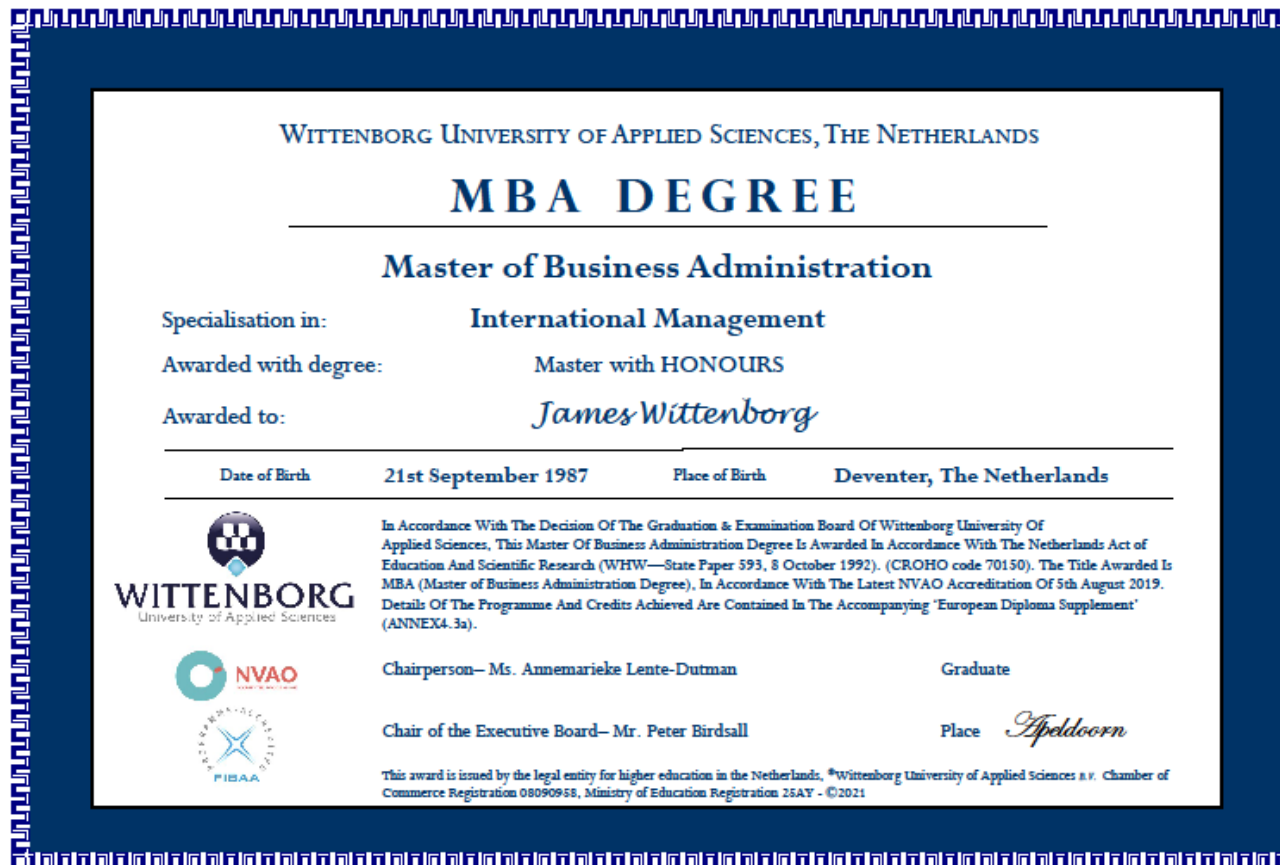 WITTENBORG UNIVERSITY OF APPLIED SCIENCES, THE NETHERLANDS
MBA DEGREE
Master of Business Administration
Specialisation in: International Management
Awarded with degree: Master with HONOURS
Awarded to: James Wittenborg
Date of Birth 21st September 1987 Place of Birth Deventer, The Netherlands
In Accordance With The Decision Of The Graduation & Examination Board Of Wittenborg University Of
Applied Sciences, This Master Of Business Administration Degree Is Awarded In Accordance With The Netherlands Act of
Education And Scientific Research (WHW—State Paper 593, 8 October 1992). (CROHO code 70150). The Title Awarded Is
MBA (Master of Business Administration Degree), In Accordance With The Latest NVAO Accreditation Of 5th August 2019.
Details Of The Programme And Credits Achieved Are Contained In The Accompanying 'European Diploma Supplement'
(ANNEX4.3a).
WITTENBORG
University of Applied Sciences
NVAO
Chairperson– Ms. Annemarieke Lente-Dutman Graduate
Chair of the Executive Board– Mr. Peter Birdsall Place Apeldoorn
FIBAA
This award is issued by the legal entity for higher education in the Netherlands, ®Wittenborg University of Applied Sciences B.V. Chamber of
Commerce Registration 08090958, Ministry of Education Registration 25AY - ©2021